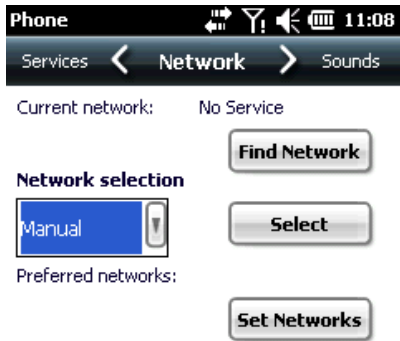 Phone 11:08
Services Network Sounds
Current network: No Service
Find Network
Network selection
Manual Select
Preferred networks:
Set Networks